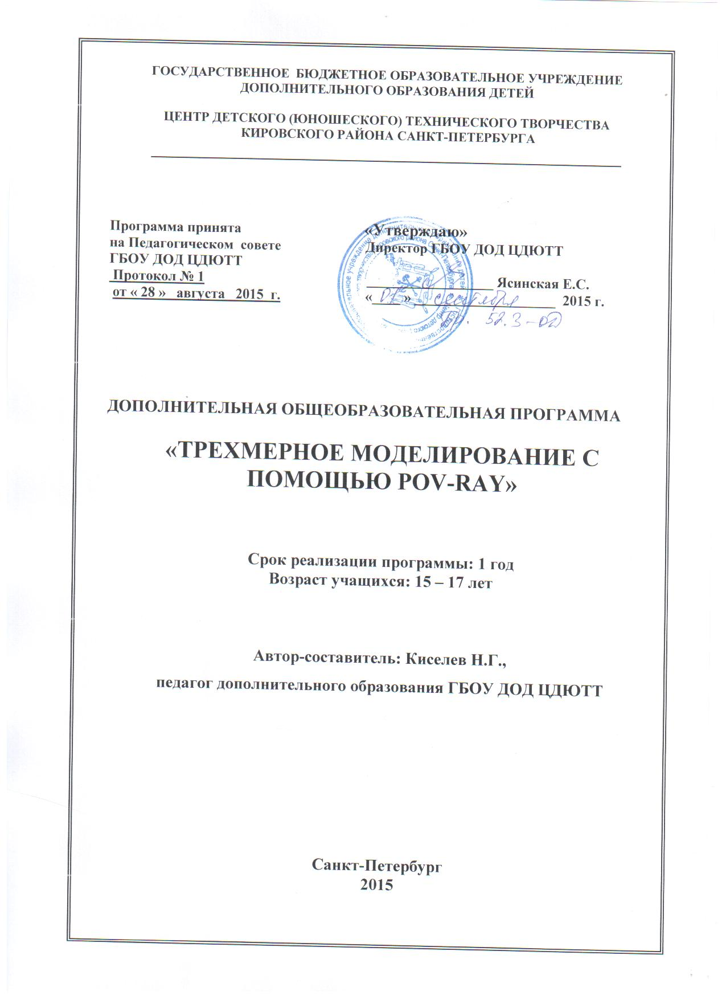 ГОСУДАРСТВЕННОЕ БЮДЖЕТНОЕ ОБРАЗОВАТЕЛЬНОЕ УЧРЕЖДЕНИЕ
ДОПОЛНИТЕЛЬНОГО ОБРАЗОВАНИЯ ДЕТЕЙ
ЦЕНТР ДЕТСКОГО (ЮНОШЕСКОГО) ТЕХНИЧЕСКОГО ТВОРЧЕСТВА
КИРОВСКОГО РАЙОНА САНКТ-ПЕТЕРБУРГА
Программа принята
на Педагогическом совете
ГБОУ ДОД ЦДЮТТ
Протокол № 1
от « 28 » августа 2015 г.
«Утверждаю»
Директор ГБОУ ДОД ЦДЮТТ
Ясинская Е.С.
«01» сентября 2015 г.
Пр. 52.3-ОД
ДОПОЛНИТЕЛЬНАЯ ОБЩЕОБРАЗОВАТЕЛЬНАЯ ПРОГРАММА
«ТРЕХМЕРНОЕ МОДЕЛИРОВАНИЕ С
ПОМОЩЬЮ POV-RAY»
Срок реализации программы: 1 год
Возраст учащихся: 15 – 17 лет
Автор-составитель: Киселев Н.Г.,
педагог дополнительного образования ГБОУ ДОД ЦДЮТТ
Санкт-Петербург
2015